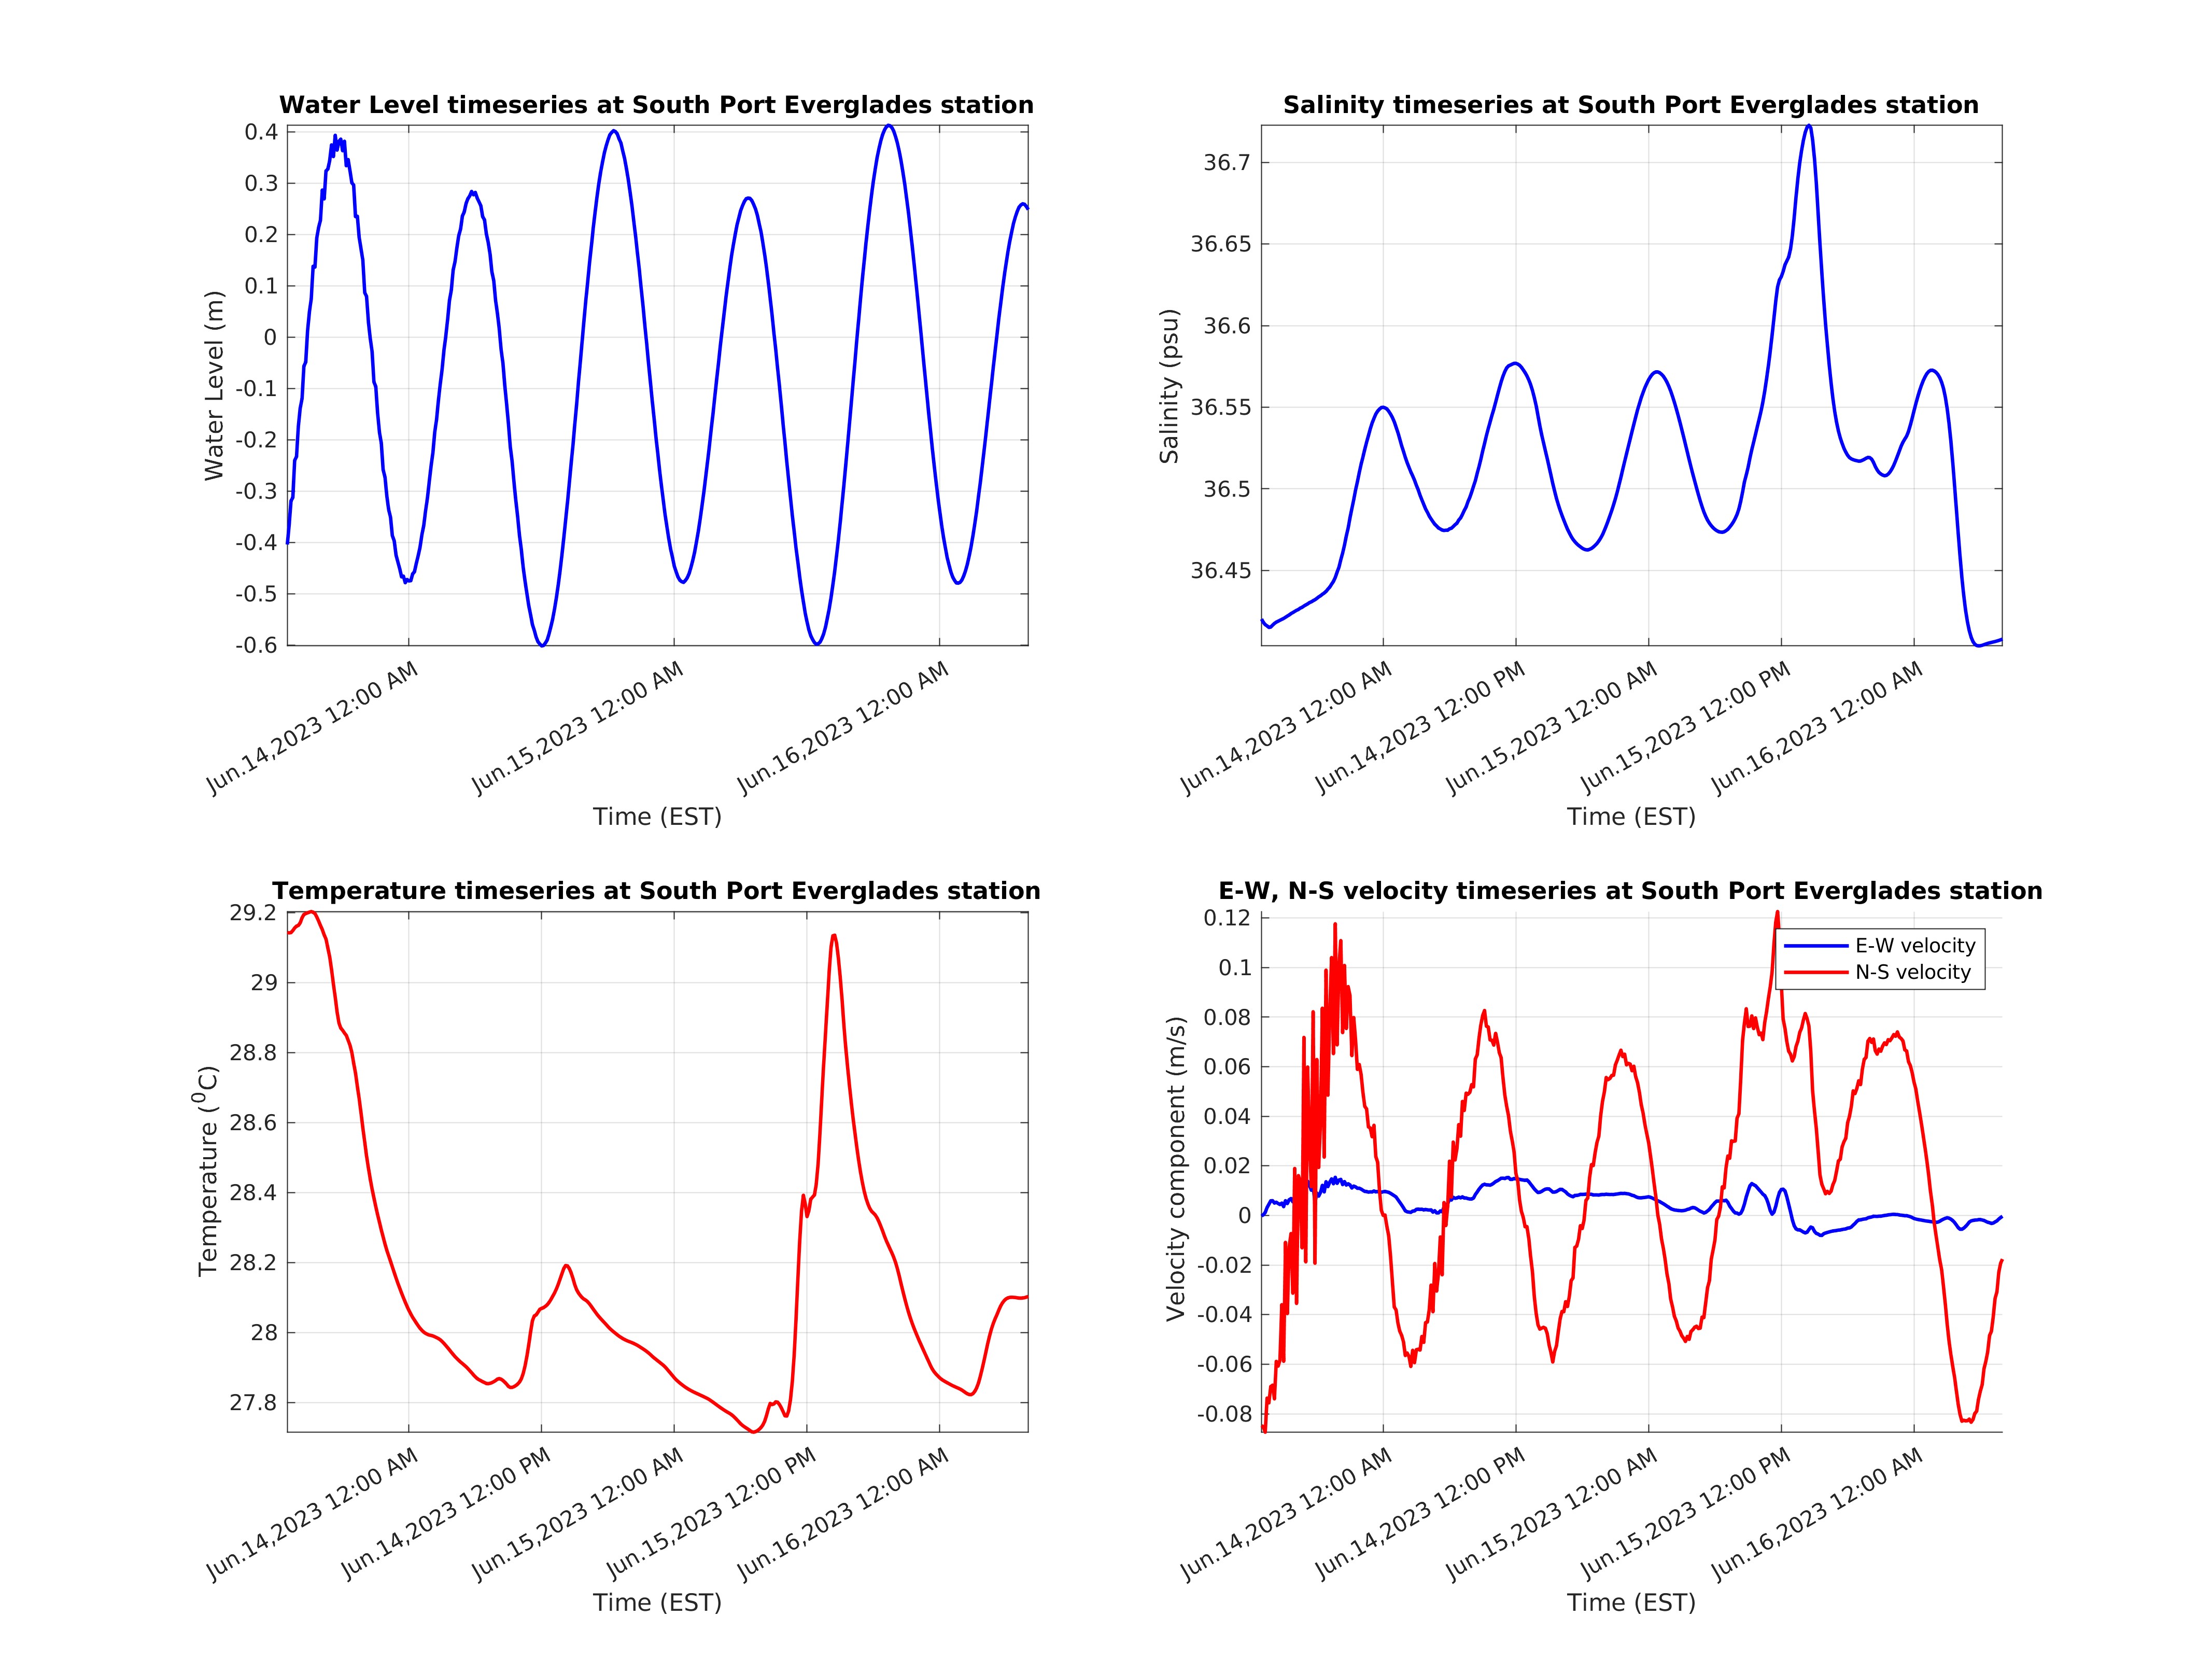 Water Level timeseries at South Port Everglades station
Water Level (m)
0.4
0.3
0.2
0.1
0
-0.1
-0.2
-0.3
-0.4
-0.5
-0.6
Jun.14,2023 12:00 AM
Jun.15,2023 12:00 AM
Jun.16,2023 12:00 AM
Time (EST)
Salinity timeseries at South Port Everglades station
Salinity (psu)
36.7
36.65
36.6
36.55
36.5
36.45
Jun.14,2023 12:00 AM
Jun.14,2023 12:00 PM
Jun.15,2023 12:00 AM
Jun.15,2023 12:00 PM
Jun.16,2023 12:00 AM
Time (EST)
Temperature timeseries at South Port Everglades station
Temperature (⁰C)
29.2
29
28.8
28.6
28.4
28.2
28
27.8
Jun.14,2023 12:00 AM
Jun.14,2023 12:00 PM
Jun.15,2023 12:00 AM
Jun.15,2023 12:00 PM
Jun.16,2023 12:00 AM
Time (EST)
E-W, N-S velocity timeseries at South Port Everglades station
Velocity component (m/s)
0.12
0.1
0.08
0.06
0.04
0.02
0
-0.02
-0.04
-0.06
-0.08
E-W velocity
N-S velocity
Jun.14,2023 12:00 AM
Jun.14,2023 12:00 PM
Jun.15,2023 12:00 AM
Jun.15,2023 12:00 PM
Jun.16,2023 12:00 AM
Time (EST)